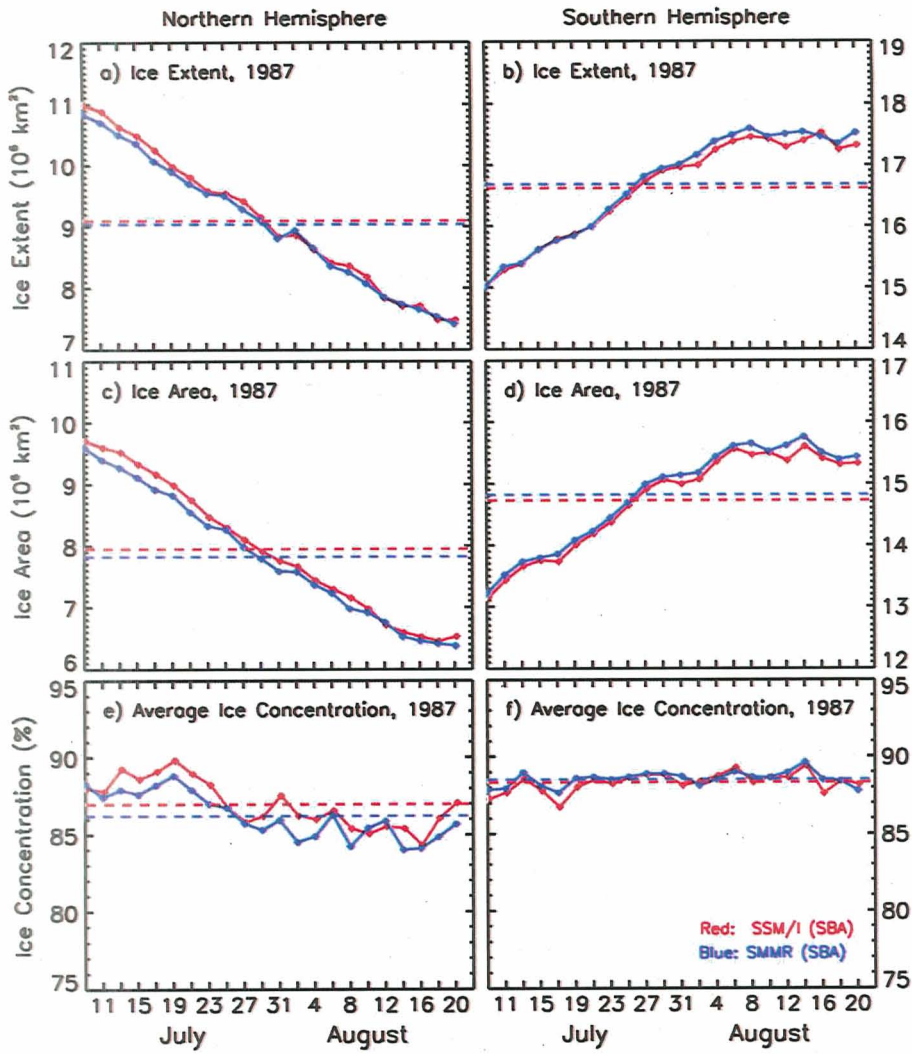 Northern Hemisphere
Southern Hemisphere
a) Ice Extent, 1987
b) Ice Extent, 1987
Ice Extent (10⁶ km²)
12
11
10
9
8
7
19
18
17
16
15
14
c) Ice Area, 1987
d) Ice Area, 1987
Ice Area (10⁶ km²)
11
10
9
8
7
6
17
16
15
14
13
12
e) Average Ice Concentration, 1987
f) Average Ice Concentration, 1987
Ice Concentration (%)
95
90
85
80
75
95
90
85
80
75
Red: SSM/I (SBA)
Blue: SMMR (SBA)
11 15 19 23 27 31 4 8 12 16 20
11 15 19 23 27 31 4 8 12 16 20
July August
July August